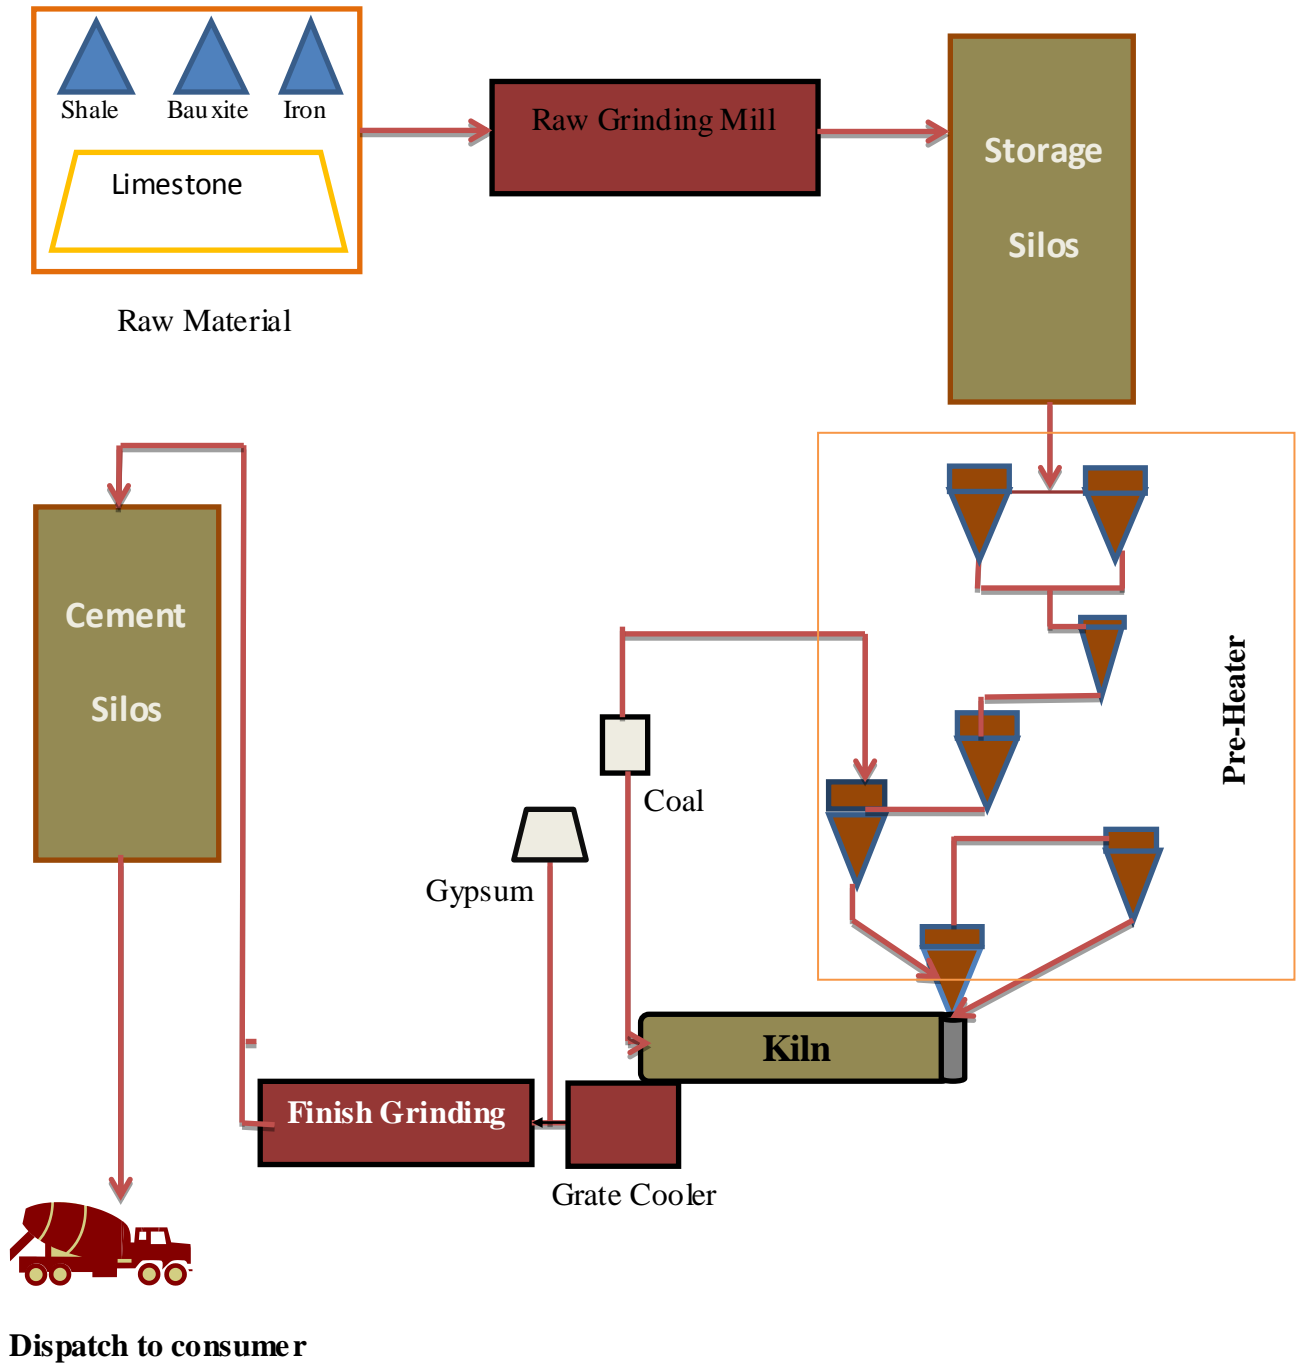 Shale Bauxite Iron
Limestone
Raw Material
Raw Grinding Mill
Storage
Silos
Pre-Heater
Coal
Gypsum
Kiln
Grate Cooler
Finish Grinding
Cement
Silos
Dispatch to consumer